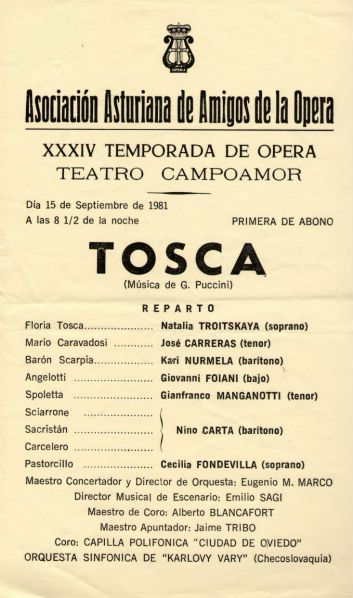 OPERA
Asociación Asturiana de Amigos de la Opera
XXXIV TEMPORADA DE OPERA
TEATRO CAMPOAMOR
Día 15 de Septiembre de 1981
A las 8 1/2 de la noche PRIMERA DE ABONO
TOSCA
(Música de G. Puccini)
REPARTO
Floria Tosca............... Natalia TROITSKAYA (soprano)
Mario Caravadosi .............. José CARRERAS (tenor)
Barón Scarpia............... Kari NURMELA (barítono)
Angelotti ................. Giovanni FOIANI (bajo)
Spoletta ................. Gianfranco MANGANOTTI (tenor)
Sciarrone .................
Sacristán ................. Nino CARTA (barítono)
Carcelero .................
Pastorcillo ................. Cecilia FONDEVILLA (soprano)
Maestro Concertador y Director de Orquesta: Eugenio M. MARCO
Director Musical de Escenario: Emilio SAGI
Maestro de Coro: Alberto BLANCAFORT
Maestro Apuntador: Jaime TRIBO
Coro: CAPILLA POLIFONICA "CIUDAD DE OVIEDO"
ORQUESTA SINFONICA DE "KARLOVY VARY" (Checoslovaquia)